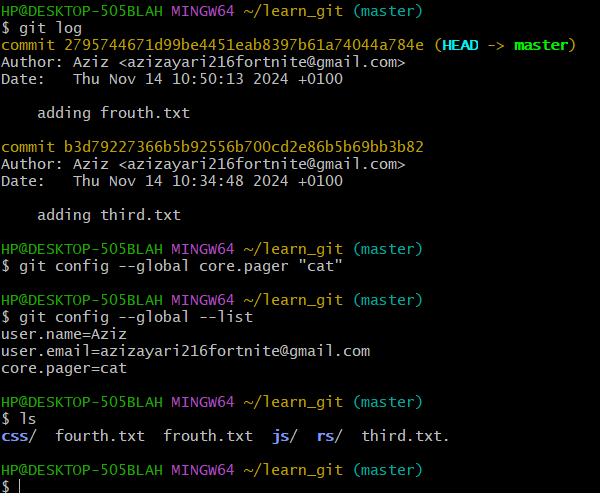 HP@DESKTOP-505BLAH MINGW64 ~/learn_git (master)
$ git log
commit 2795744671d99be4451eab8397b61a74044a784e (HEAD -> master)
Author: Aziz <azizayari216fortnite@gmail.com>
Date:   Thu Nov 14 10:50:13 2024 +0100
    adding frouth.txt
commit b3d79227366b5b92556b700cd2e86b5b69bb3b82
Author: Aziz <azizayari216fortnite@gmail.com>
Date:   Thu Nov 14 10:34:48 2024 +0100
    adding third.txt
HP@DESKTOP-505BLAH MINGW64 ~/learn_git (master)
$ git config --global core.pager "cat"
HP@DESKTOP-505BLAH MINGW64 ~/learn_git (master)
$ git config --global --list
user.name=Aziz
user.email=azizayari216fortnite@gmail.com
core.pager=cat
HP@DESKTOP-505BLAH MINGW64 ~/learn_git (master)
$ ls
css/  fourth.txt  frouth.txt  js/  rs/  third.txt.
HP@DESKTOP-505BLAH MINGW64 ~/learn_git (master)
$